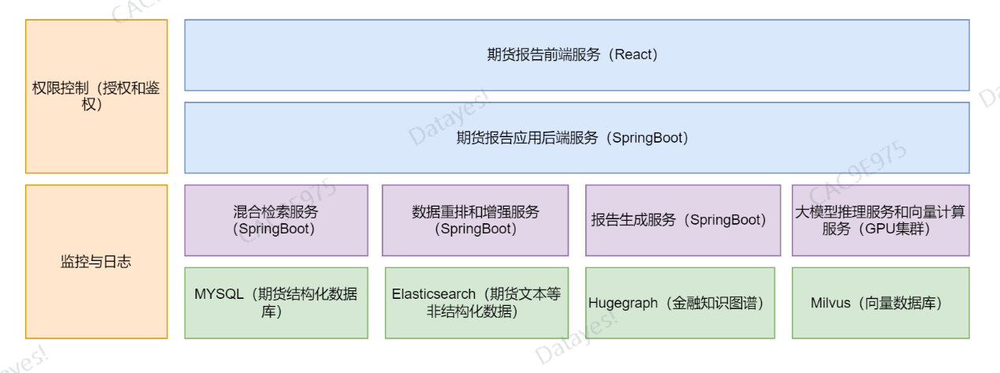 CAC9E975
期货报告前端服务（React）
权限控制（授权和鉴
权）
Datayes!
Datayes!
期货报告应用后端服务（SpringBoot）
CAC9E975
CAC9E975
混合检索服务
（SpringBoot）
数据重排和增强服务
（SpringBoot）
报告生成服务（SpringBoot）
大模型推理服务和向量计算
服务（GPU集群）
监控与日志
MYSQL（期货结构化数据
库）
Elasticsearch（期货文本等
非结构化数据）
Hugegraph（金融知识图谱）
Milvus（向量数据库）
Datayes!